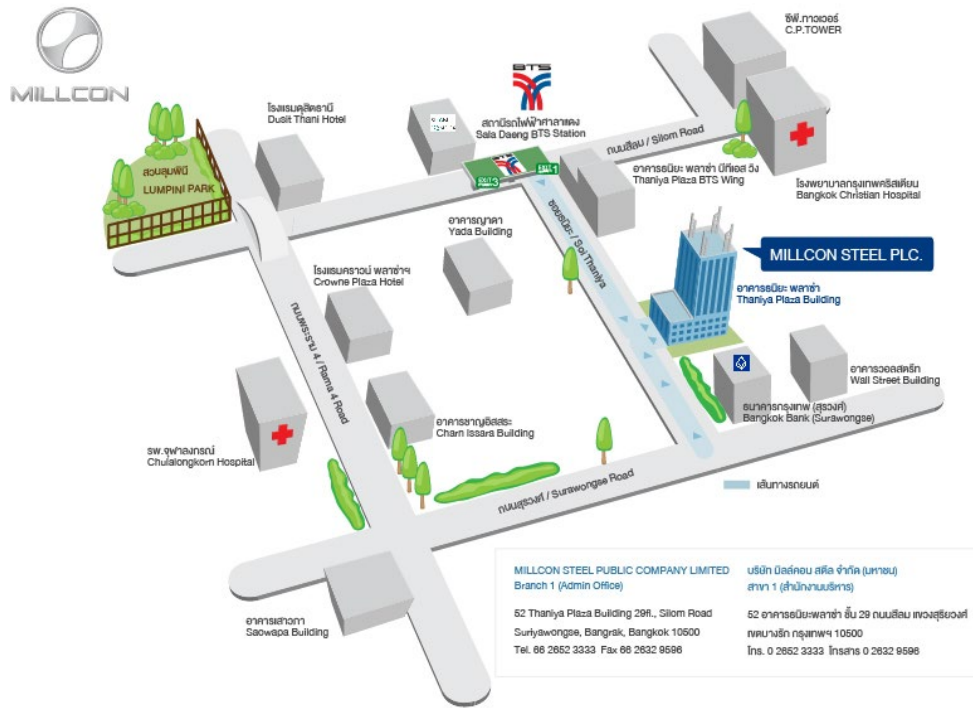 MILLCON
ซีพี.ทาวเวอร์
C.P.TOWER
BTS
โรงแรมดุสิตธานี
Dusit Thani Hotel
สถานีรถไฟฟ้าศาลาแดง
Sala Daeng BTS Station
ถนนสีลม / Silom Road
สวนลุมพินี
LUMPINI PARK
BTS
EXIT 3
EXIT 1
อาคารธนิยะ พลาซ่า บีทีเอส วิง
Thaniya Plaza BTS Wing
โรงพยาบาลกรุงเทพคริสเตียน
Bangkok Christian Hospital
อาคารญาดา
Yada Building
ซอยธนิยะ / Soi Thaniya
MILLCON STEEL PLC.
โรงแรมคราวน์ พลาซ่าฯ
Crowne Plaza Hotel
อาคารธนิยะ พลาซ่า
Thaniya Plaza Building
ถนนพระราม 4 / Rama 4 Road
อาคารวอลสตรีท
Wall Street Building
ธนาคารกรุงเทพ (สุรวงศ์)
Bangkok Bank (Surawongse)
อาคารชาญอิสสระ
Charn Issara Building
รพ.จุฬาลงกรณ์
Chulalongkorn Hospital
ถนนสุรวงศ์ / Surawongse Road
เส้นทางรถยนต์
อาคารเสาวภา
Saowapa Building
MILLCON STEEL PUBLIC COMPANY LIMITED
Branch 1 (Admin Office)
52 Thaniya Plaza Building 29fl., Silom Road
Suriyawongse, Bangrak, Bangkok 10500
Tel. 66 2652 3333 Fax 66 2632 9596
บริษัท มิลล์คอน สตีล จำกัด (มหาชน)
สาขา 1 (สำนักงานบริหาร)
52 อาคารธนิยะพลาซ่า ชั้น 29 ถนนสีลม แขวงสุริยวงศ์
เขตบางรัก กรุงเทพฯ 10500
โทร. 0 2652 3333 โทรสาร 0 2632 9596